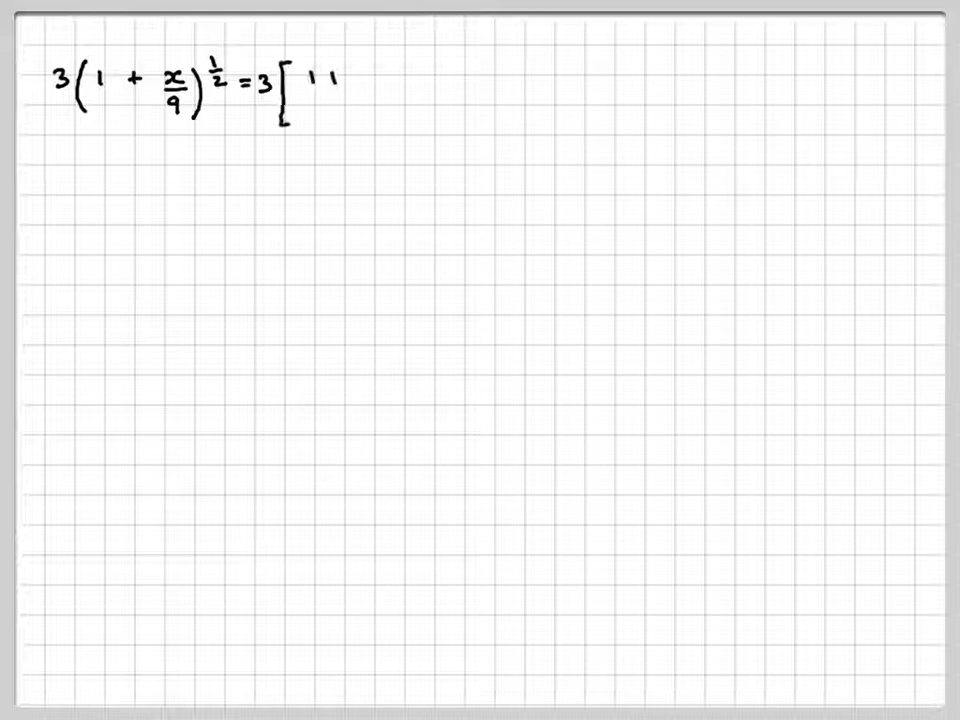 3(1 + x/9)^1/2 = 3[ 1 1